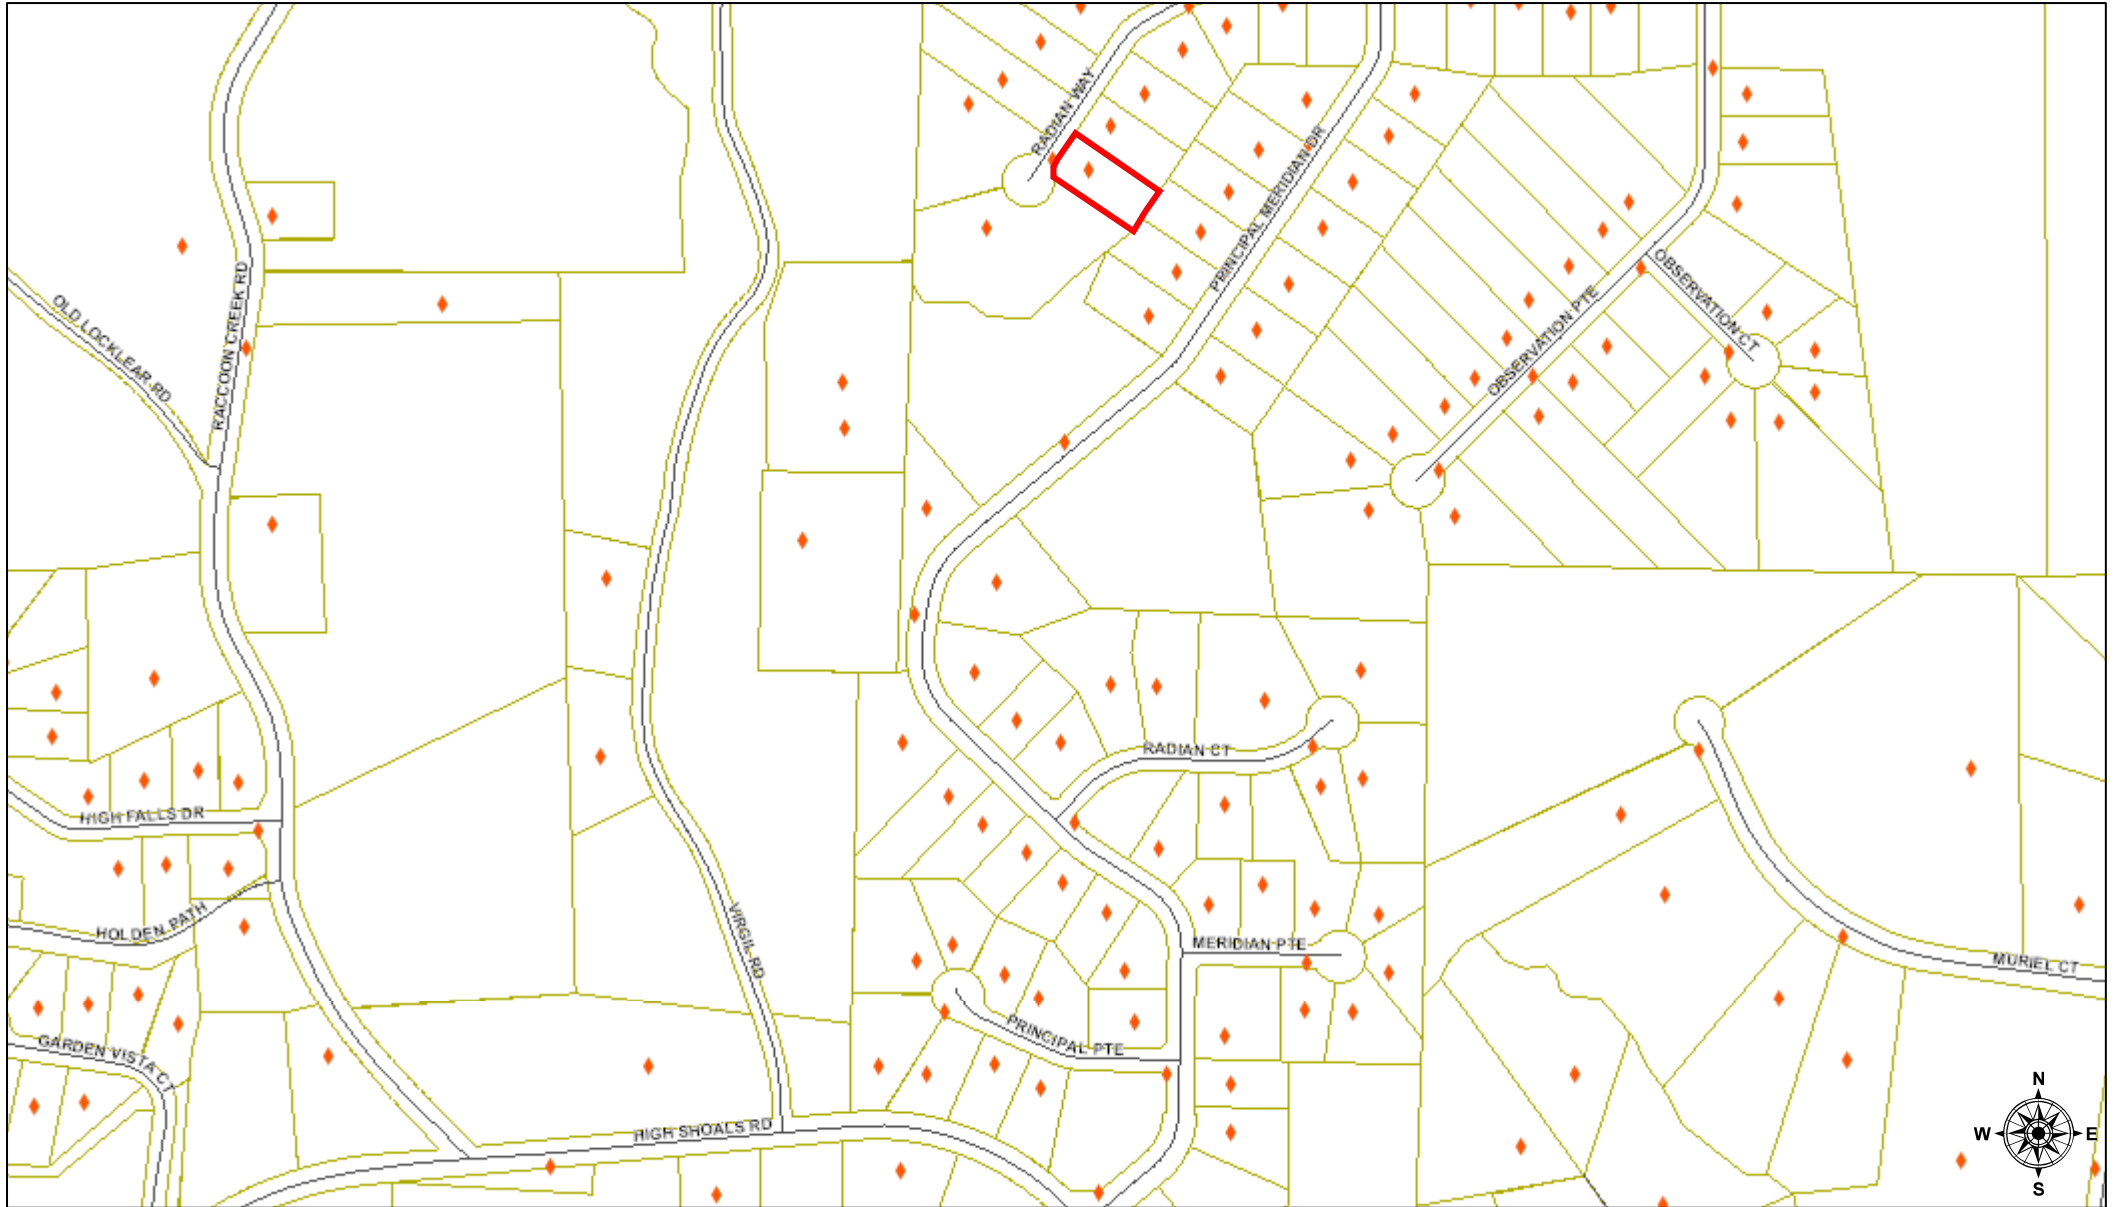 RADIAN WAY
PRINCIPAL MERIDIAN DR
OBSERVATION CT
OLD LOCKLEAR RD
RACCOON CREEK RD
OBSERVATION PTE
RADIAN CT
HIGH FALLS DR
HOLDEN PATH
VIRGIL RD
MERIDIAN PTE
MURIEL CT
PRINCIPAL PTE
GARDEN VISTA CT
HIGH SHOALS RD
N
W E
S